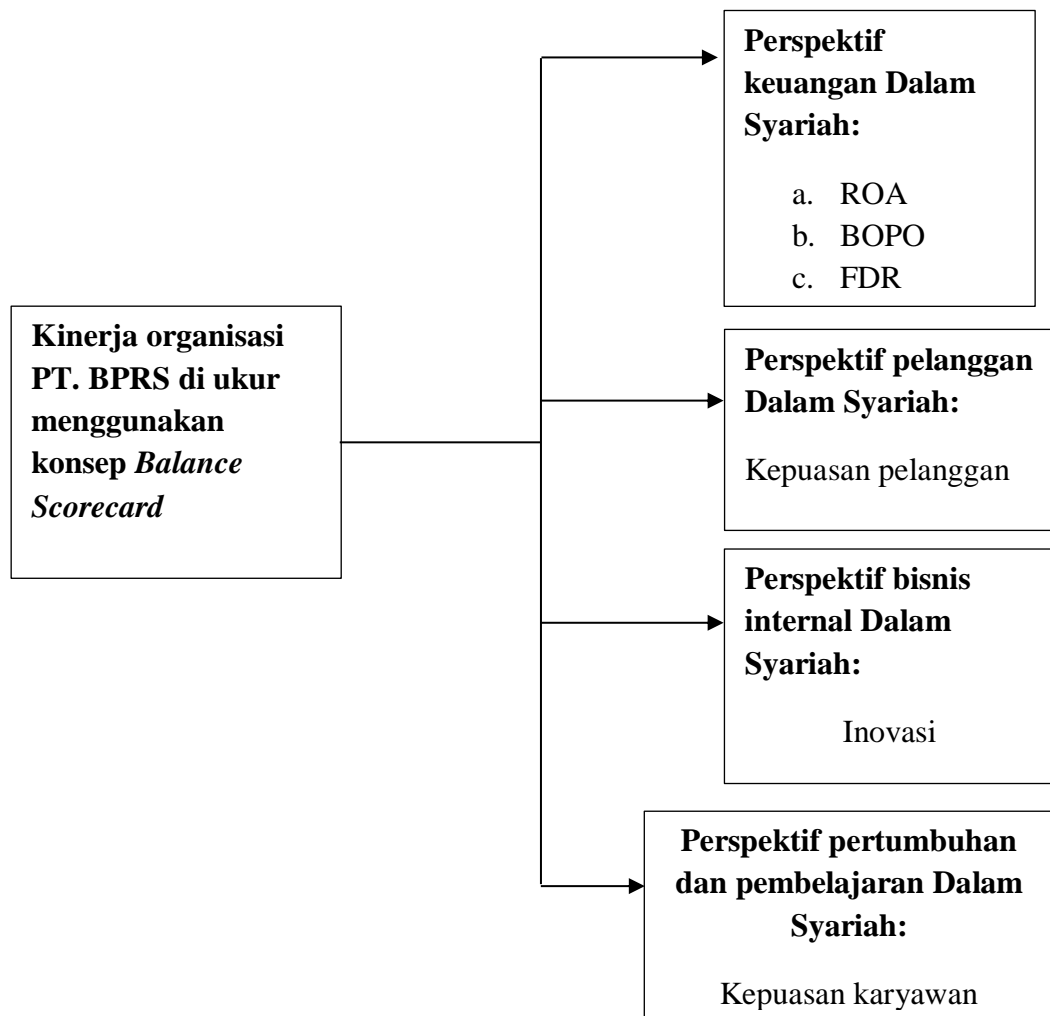 Kinerja organisasi
PT. BPRS di ukur
menggunakan
konsep Balance
Scorecard
Perspektif
keuangan Dalam
Syariah:
a. ROA
b. BOPO
c. FDR
Perspektif pelanggan
Dalam Syariah:
Kepuasan pelanggan
Perspektif bisnis
internal Dalam
Syariah:
Inovasi
Perspektif pertumbuhan
dan pembelajaran Dalam
Syariah:
Kepuasan karyawan